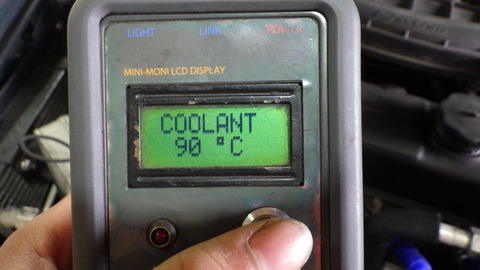 LIGHT LINK POWER
MINI-MONI LCD DISPLAY
COOLANT
90 °C